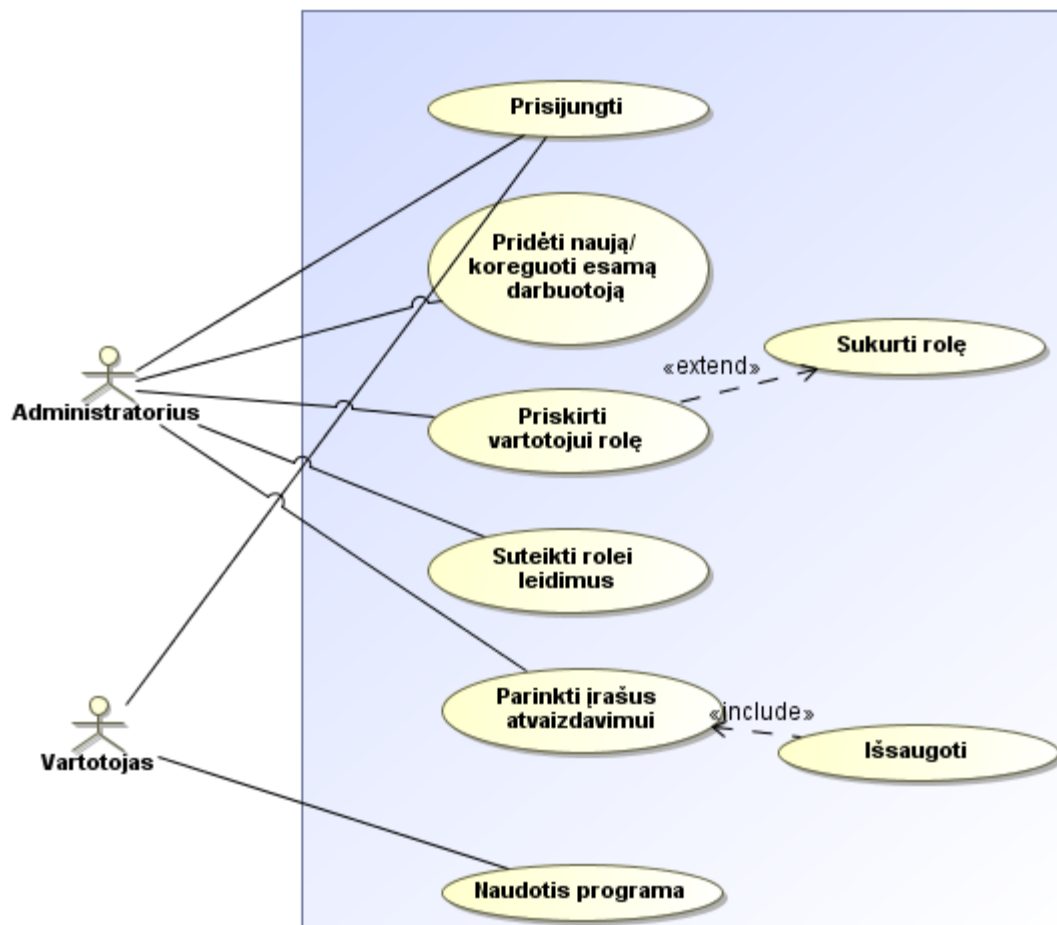 Prisijungti
Pridėti naują/
koreguoti esamą
darbuotoją
Sukurti rolę
«extend»
Administratorius
Priskirti
vartotojui rolę
Suteikti rolei
leidimus
Parinkti įrašus
atvaizdavimui
«include»
Išsaugoti
Vartotojas
Naudotis programa